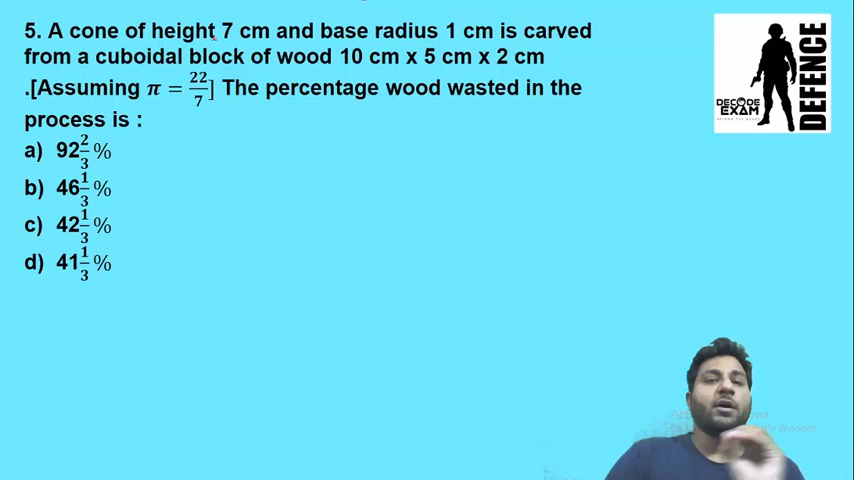 5. A cone of height 7 cm and base radius 1 cm is carved
from a cuboidal block of wood 10 cm x 5 cm x 2 cm
.[Assuming π = 22/7] The percentage wood wasted in the
process is :
a) 92 2/3 %
b) 46 1/3 %
c) 42 1/3 %
d) 41 1/3 %
DECODE
EXAM
DEFENCE